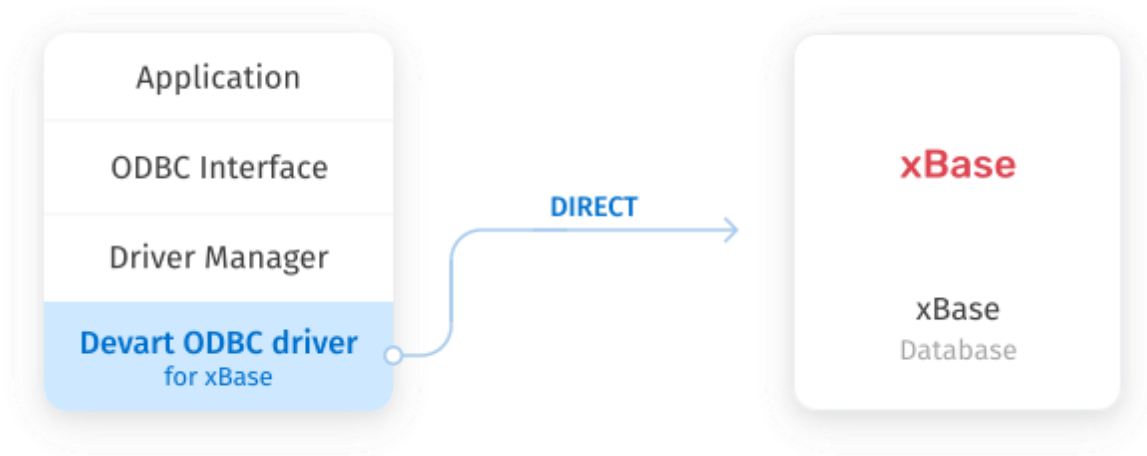 Application
ODBC Interface
Driver Manager
Devart ODBC driver
for xBase
DIRECT
xBase
xBase
Database